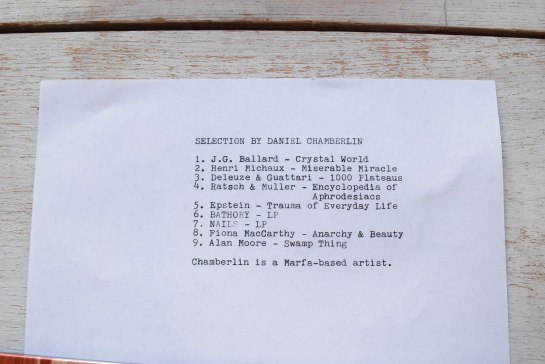 SELECTION BY DANIEL CHAMBERLIN
1. J.G. Ballard - Crystal World
2. Henri Michaux - Miserable Miracle
3. Deleuze & Guattari - 1000 Plateaus
4. Ratsch & Muller - Encyclopedia of
Aphrodesiacs
5. Epstein - Trauma of Everyday Life
6. BATHORY - LP
7. NAILS - LP
8. Fiona MacCarthy - Anarchy & Beauty
9. Alan Moore - Swamp Thing
Chamberlin is a Marfa-based artist.